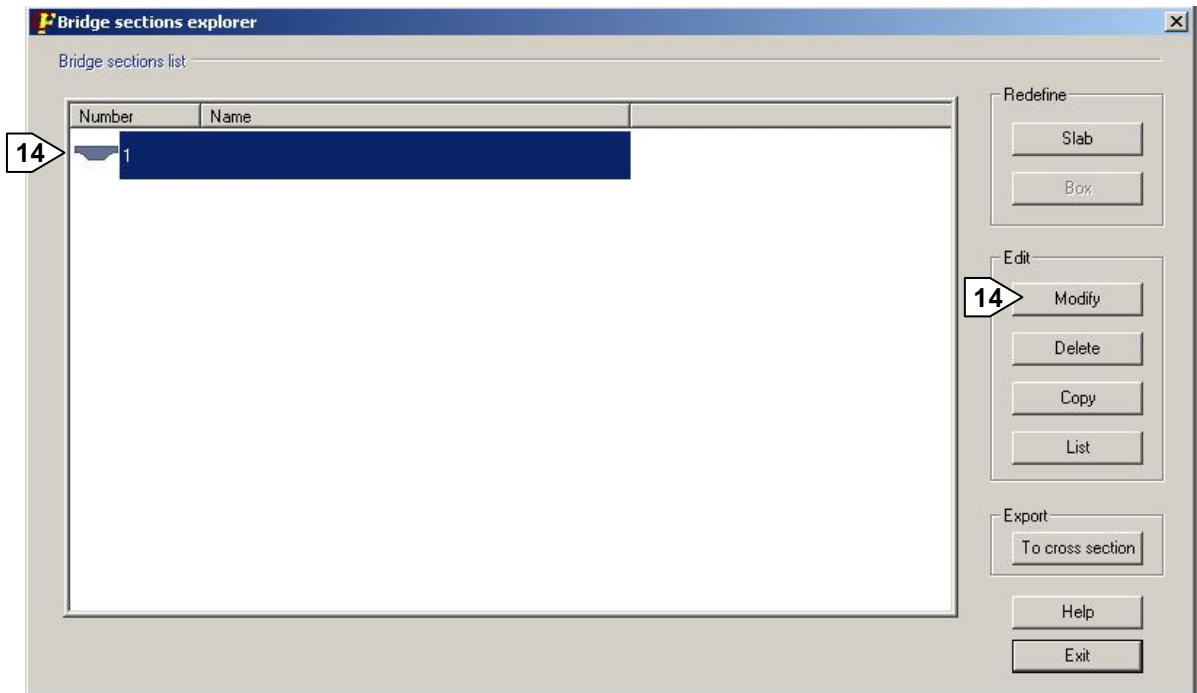 Bridge sections explorer
Bridge sections list
Number Name
14 1
Redefine
Slab
Box
Edit
14 Modify
Delete
Copy
List
Export
To cross section
Help
Exit